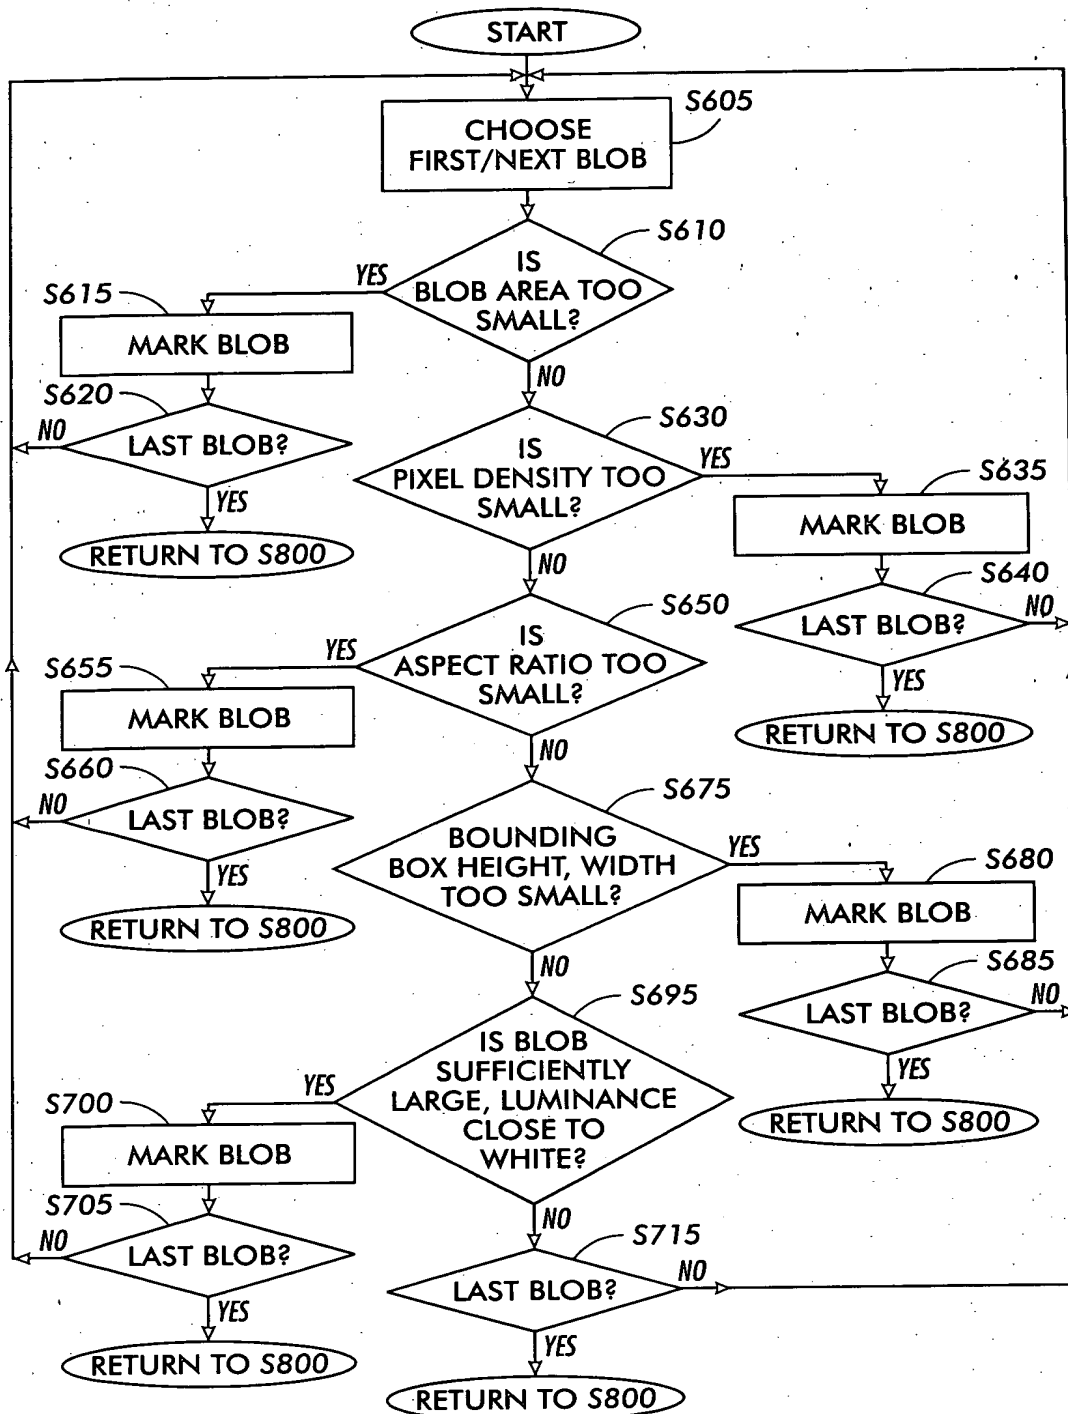 START
S605
CHOOSE
FIRST/NEXT BLOB
S610
IS
BLOB AREA TOO
SMALL?
YES
NO
S615
MARK BLOB
S620
LAST BLOB?
NO
YES
RETURN TO S800
S630
IS
PIXEL DENSITY TOO
SMALL?
YES
NO
S635
MARK BLOB
S640
LAST BLOB?
NO
YES
RETURN TO S800
S650
IS
ASPECT RATIO TOO
SMALL?
YES
NO
S655
MARK BLOB
S660
LAST BLOB?
NO
YES
RETURN TO S800
S675
BOUNDING
BOX HEIGHT, WIDTH
TOO SMALL?
YES
NO
S680
MARK BLOB
S685
LAST BLOB?
NO
YES
RETURN TO S800
S695
IS BLOB
SUFFICIENTLY
LARGE, LUMINANCE
CLOSE TO
WHITE?
YES
NO
S700
MARK BLOB
S705
LAST BLOB?
NO
YES
RETURN TO S800
S715
LAST BLOB?
NO
YES
RETURN TO S800